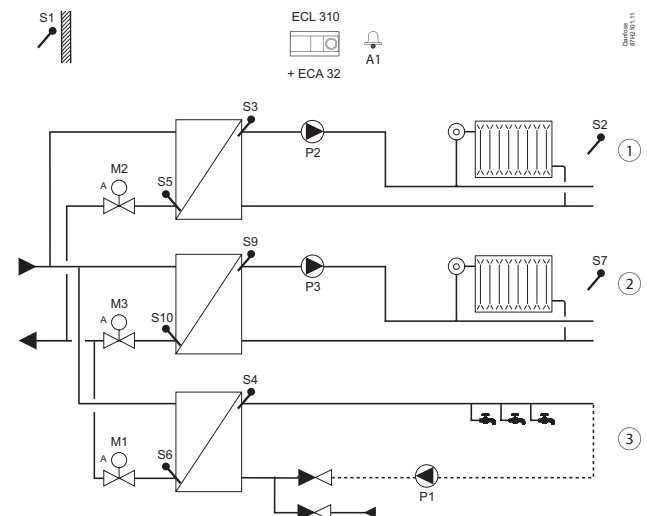 S1
ECL 310
A1
+ ECA 32
Danfoss
87H2101.11
S3
P2
S2
1
M2
A
S5
S9
P3
S7
2
M3
A
S10
S4
3
M1
A
S6
P1